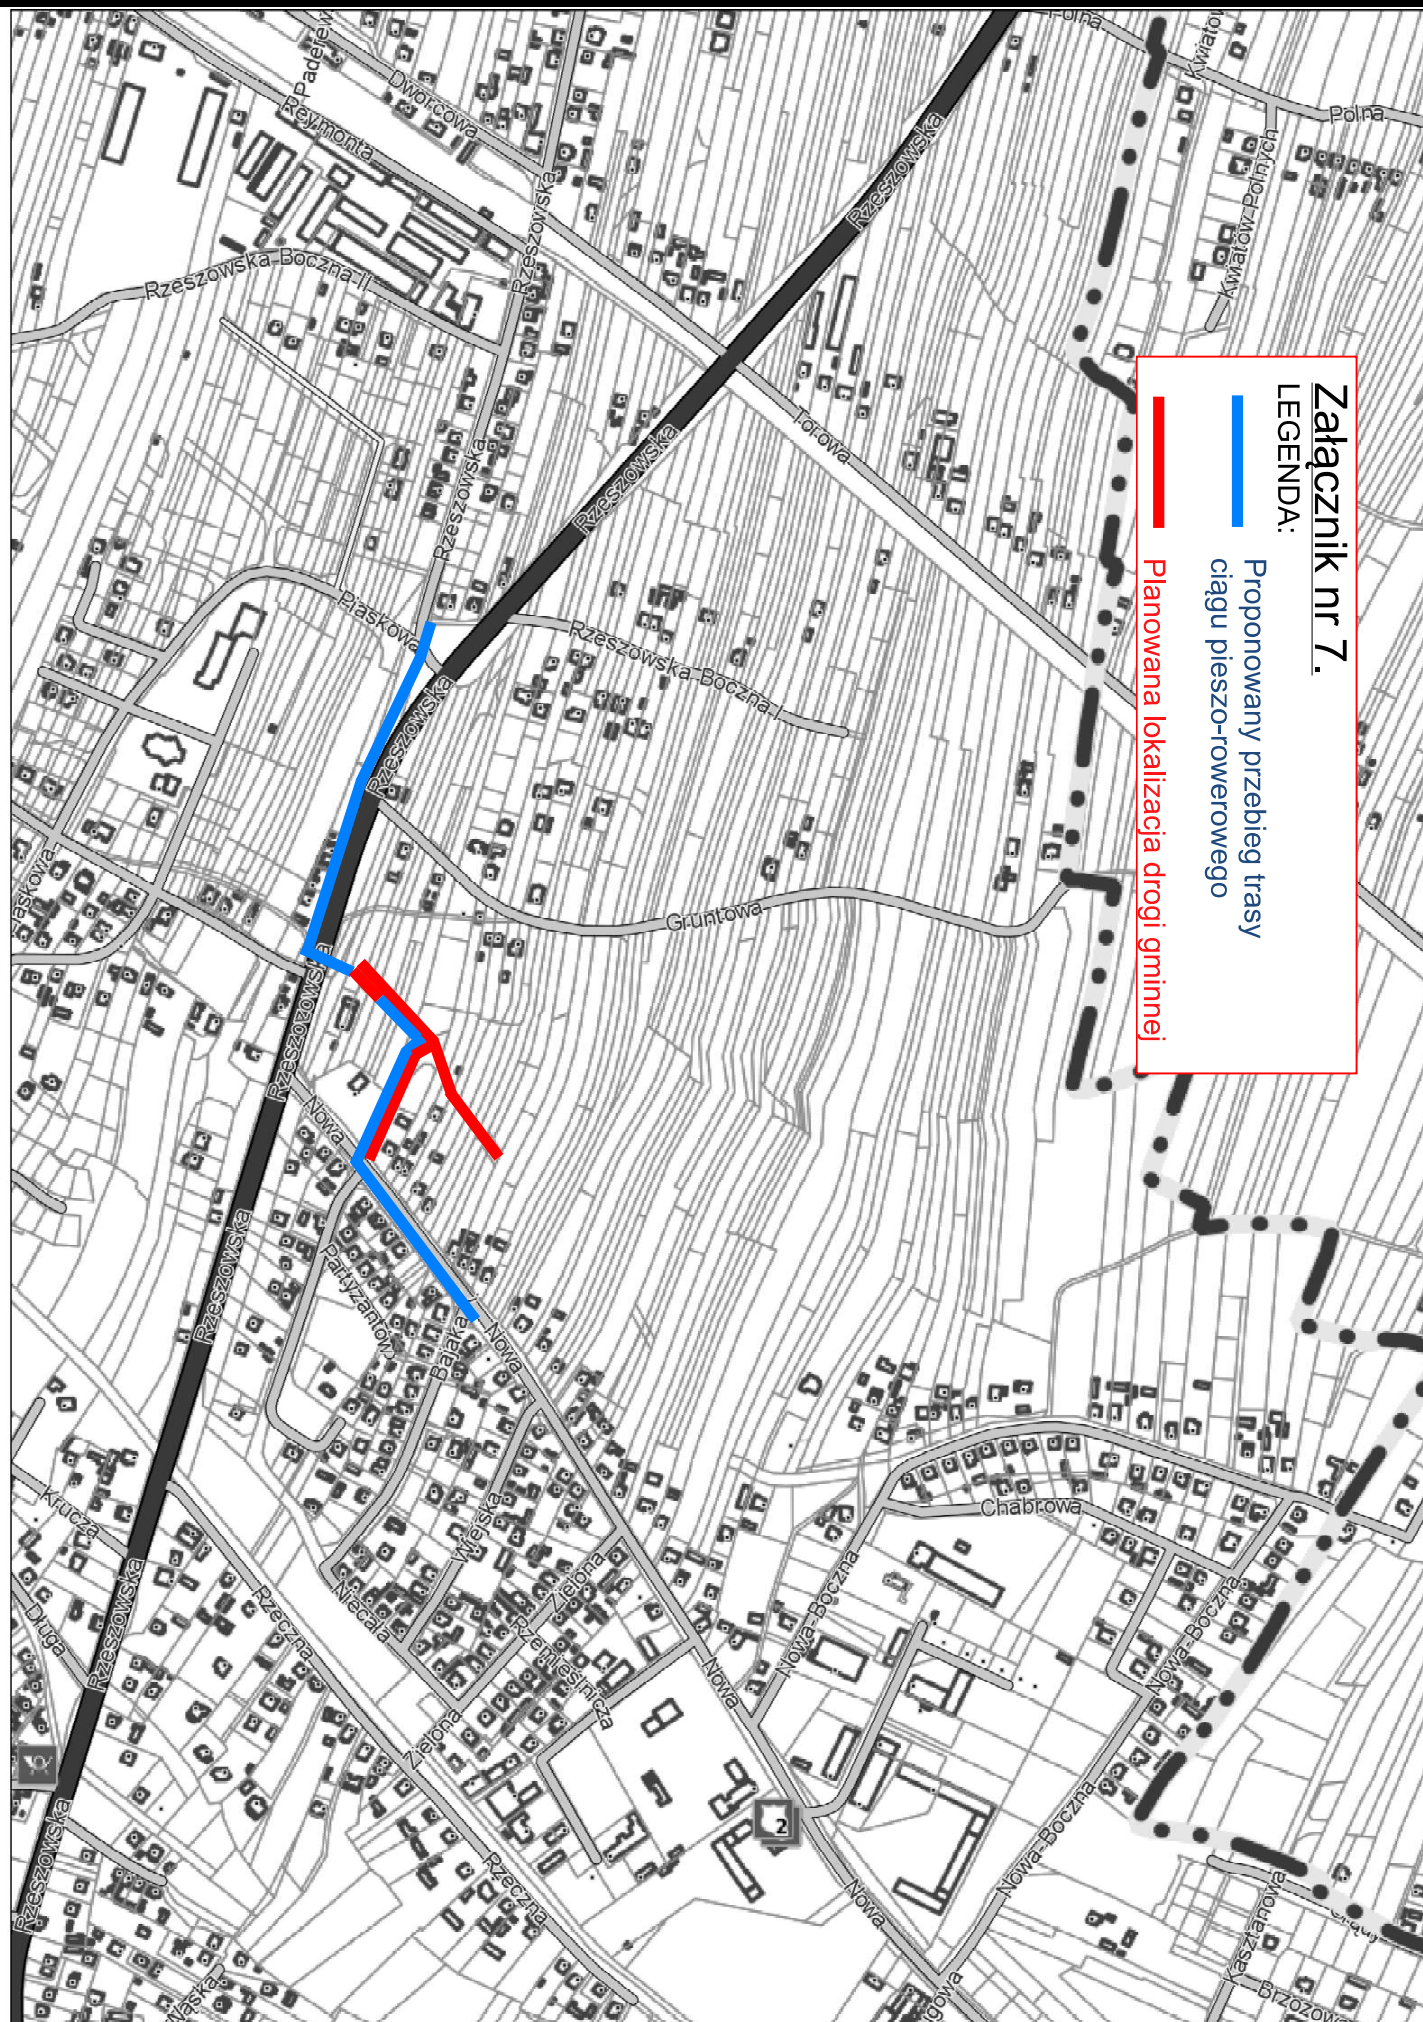 Załącznik nr 7.
LEGENDA:
Proponowany przebieg trasy
ciągu pieszo-rowerowego
Planowana lokalizacja drogi gminnej
Polna
Polna
Kwiatów Polnych
Dworcowa
Reymonta
Rzeszowska
Rzeszowska
Rzeszowska Boczna-II
Rzeszowska
Torowa
Rzeszowska
Rzeszowska
Piaskowa
Rzeszowska-Boczna-I
Rzeszowska
Gruntowa
Rzeszozowska
Nowa
Rzeszowska
Partyzantów
Bajaka
Nowa
Chabrowa
Krucza
Wiejska
Zielona
Niecała
Rzemieślnicza
Nowa-Boczna
Nowa-Boczna
Długa
Rzeszowska
Rzeczna
Nowa
Zielona
2
Nowa-Boczna
Rzeszowska
Rzeczna
Nowa
Kasztanowa